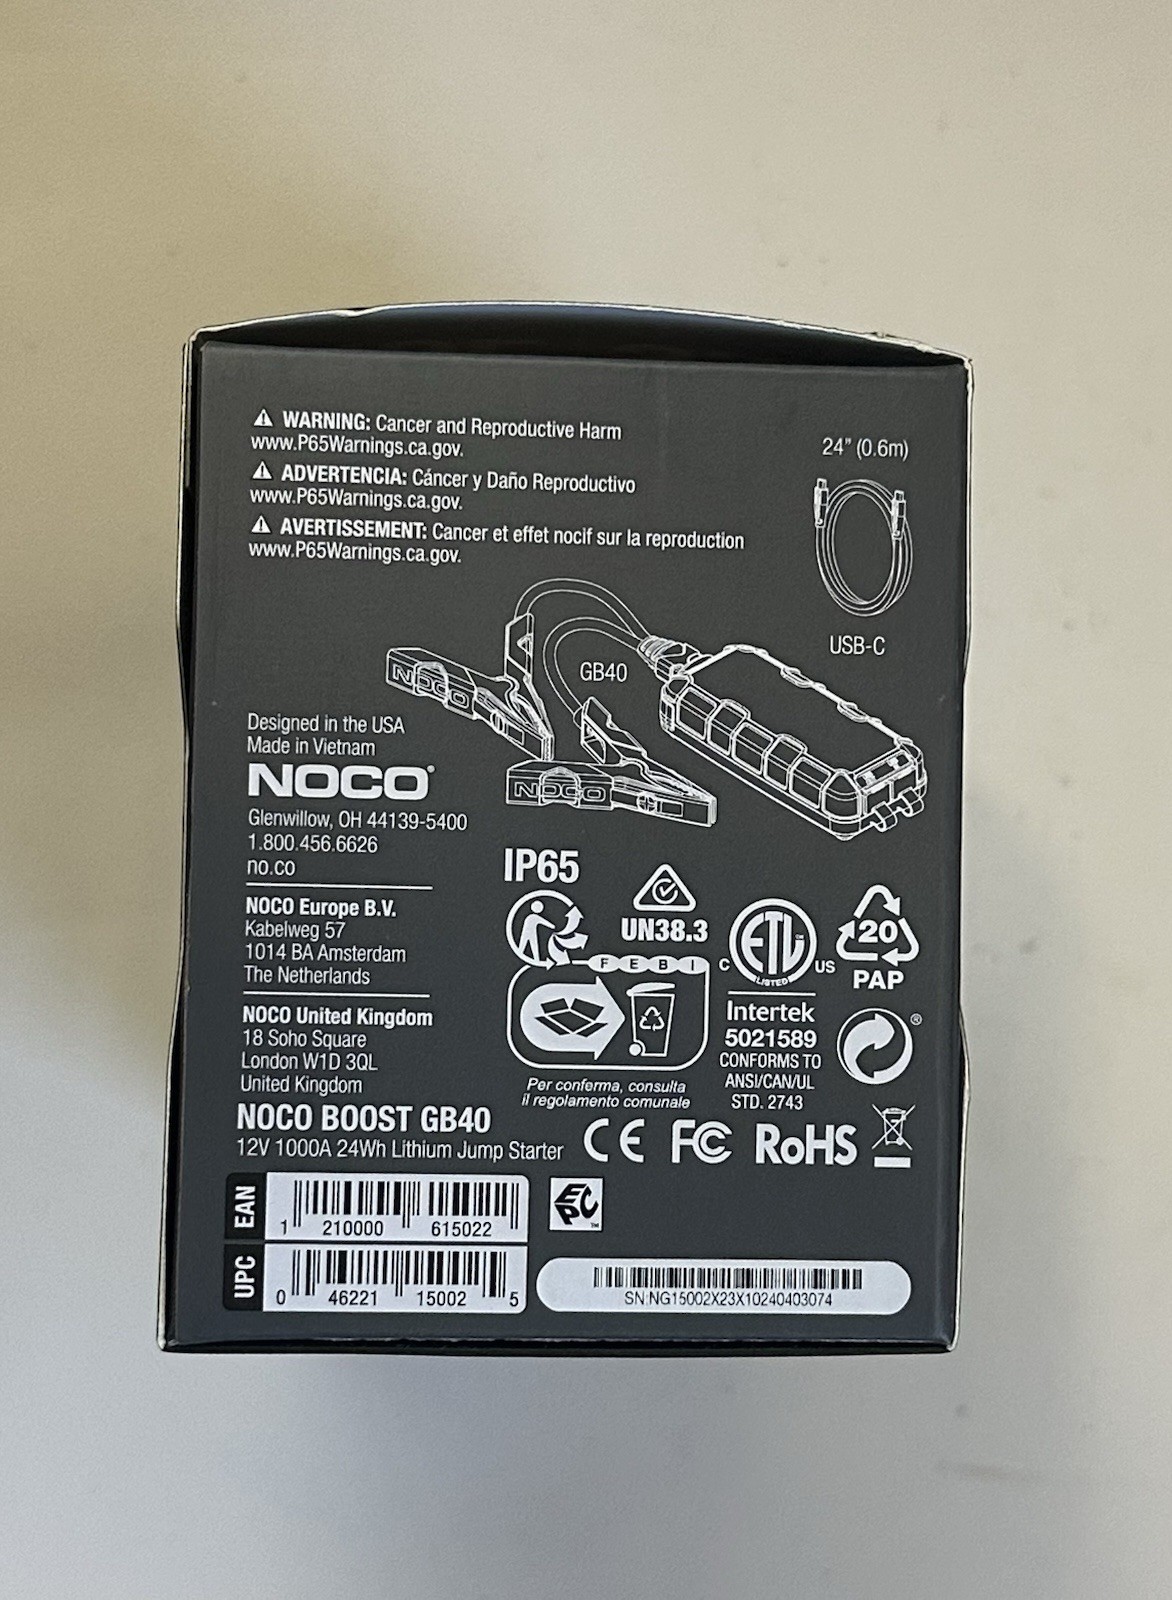 ⚠ WARNING: Cancer and Reproductive Harm
www.P65Warnings.ca.gov.
⚠ ADVERTENCIA: Cáncer y Daño Reproductivo
www.P65Warnings.ca.gov.
⚠ AVERTISSEMENT: Cancer et effet nocif sur la reproduction
www.P65Warnings.ca.gov.
24" (0.6m)
USB-C
GB40
NOCO
NOCO
Designed in the USA
Made in Vietnam
NOCO®
Glenwillow, OH 44139-5400
1.800.456.6626
no.co
NOCO Europe B.V.
Kabelweg 57
1014 BA Amsterdam
The Netherlands
NOCO United Kingdom
18 Soho Square
London W1D 3QL
United Kingdom
IP65
UN38.3
FEBI
Per conferma, consulta
il regolamento comunale
C ETL US
LISTED
Intertek
5021589
CONFORMS TO
ANSI/CAN/UL
STD. 2743
20
PAP
®
NOCO BOOST GB40
12V 1000A 24Wh Lithium Jump Starter
CE FC RoHS
EAN
1 210000 615022
EPC™
UPC
0 46221 15002 5
SN:NG15002X23X10240403074